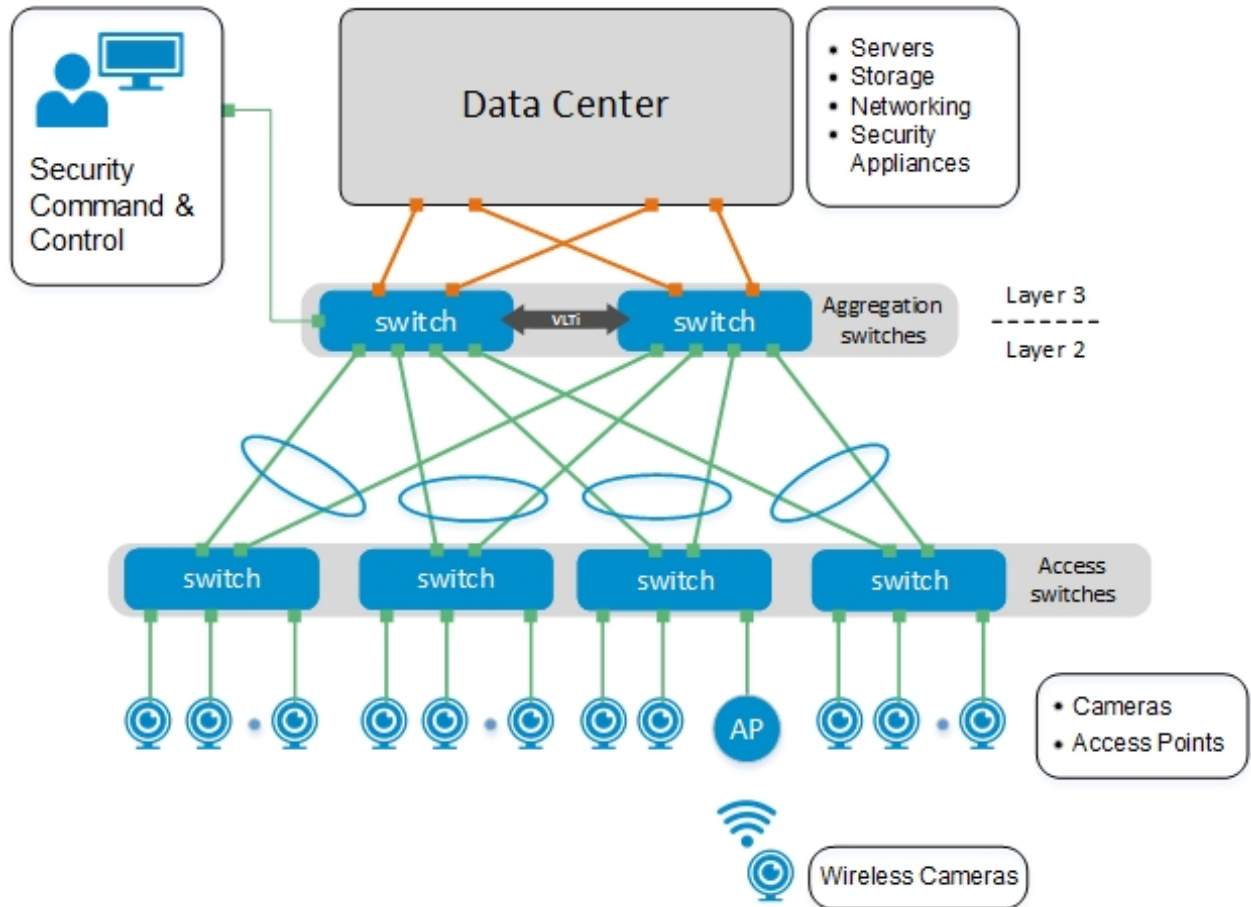 Security
Command &
Control
Data Center
• Servers
• Storage
• Networking
• Security
Appliances
switch
VLTi
switch
Aggregation
switches
Layer 3
Layer 2
switch
switch
switch
switch
Access
switches
AP
• Cameras
• Access Points
Wireless Cameras